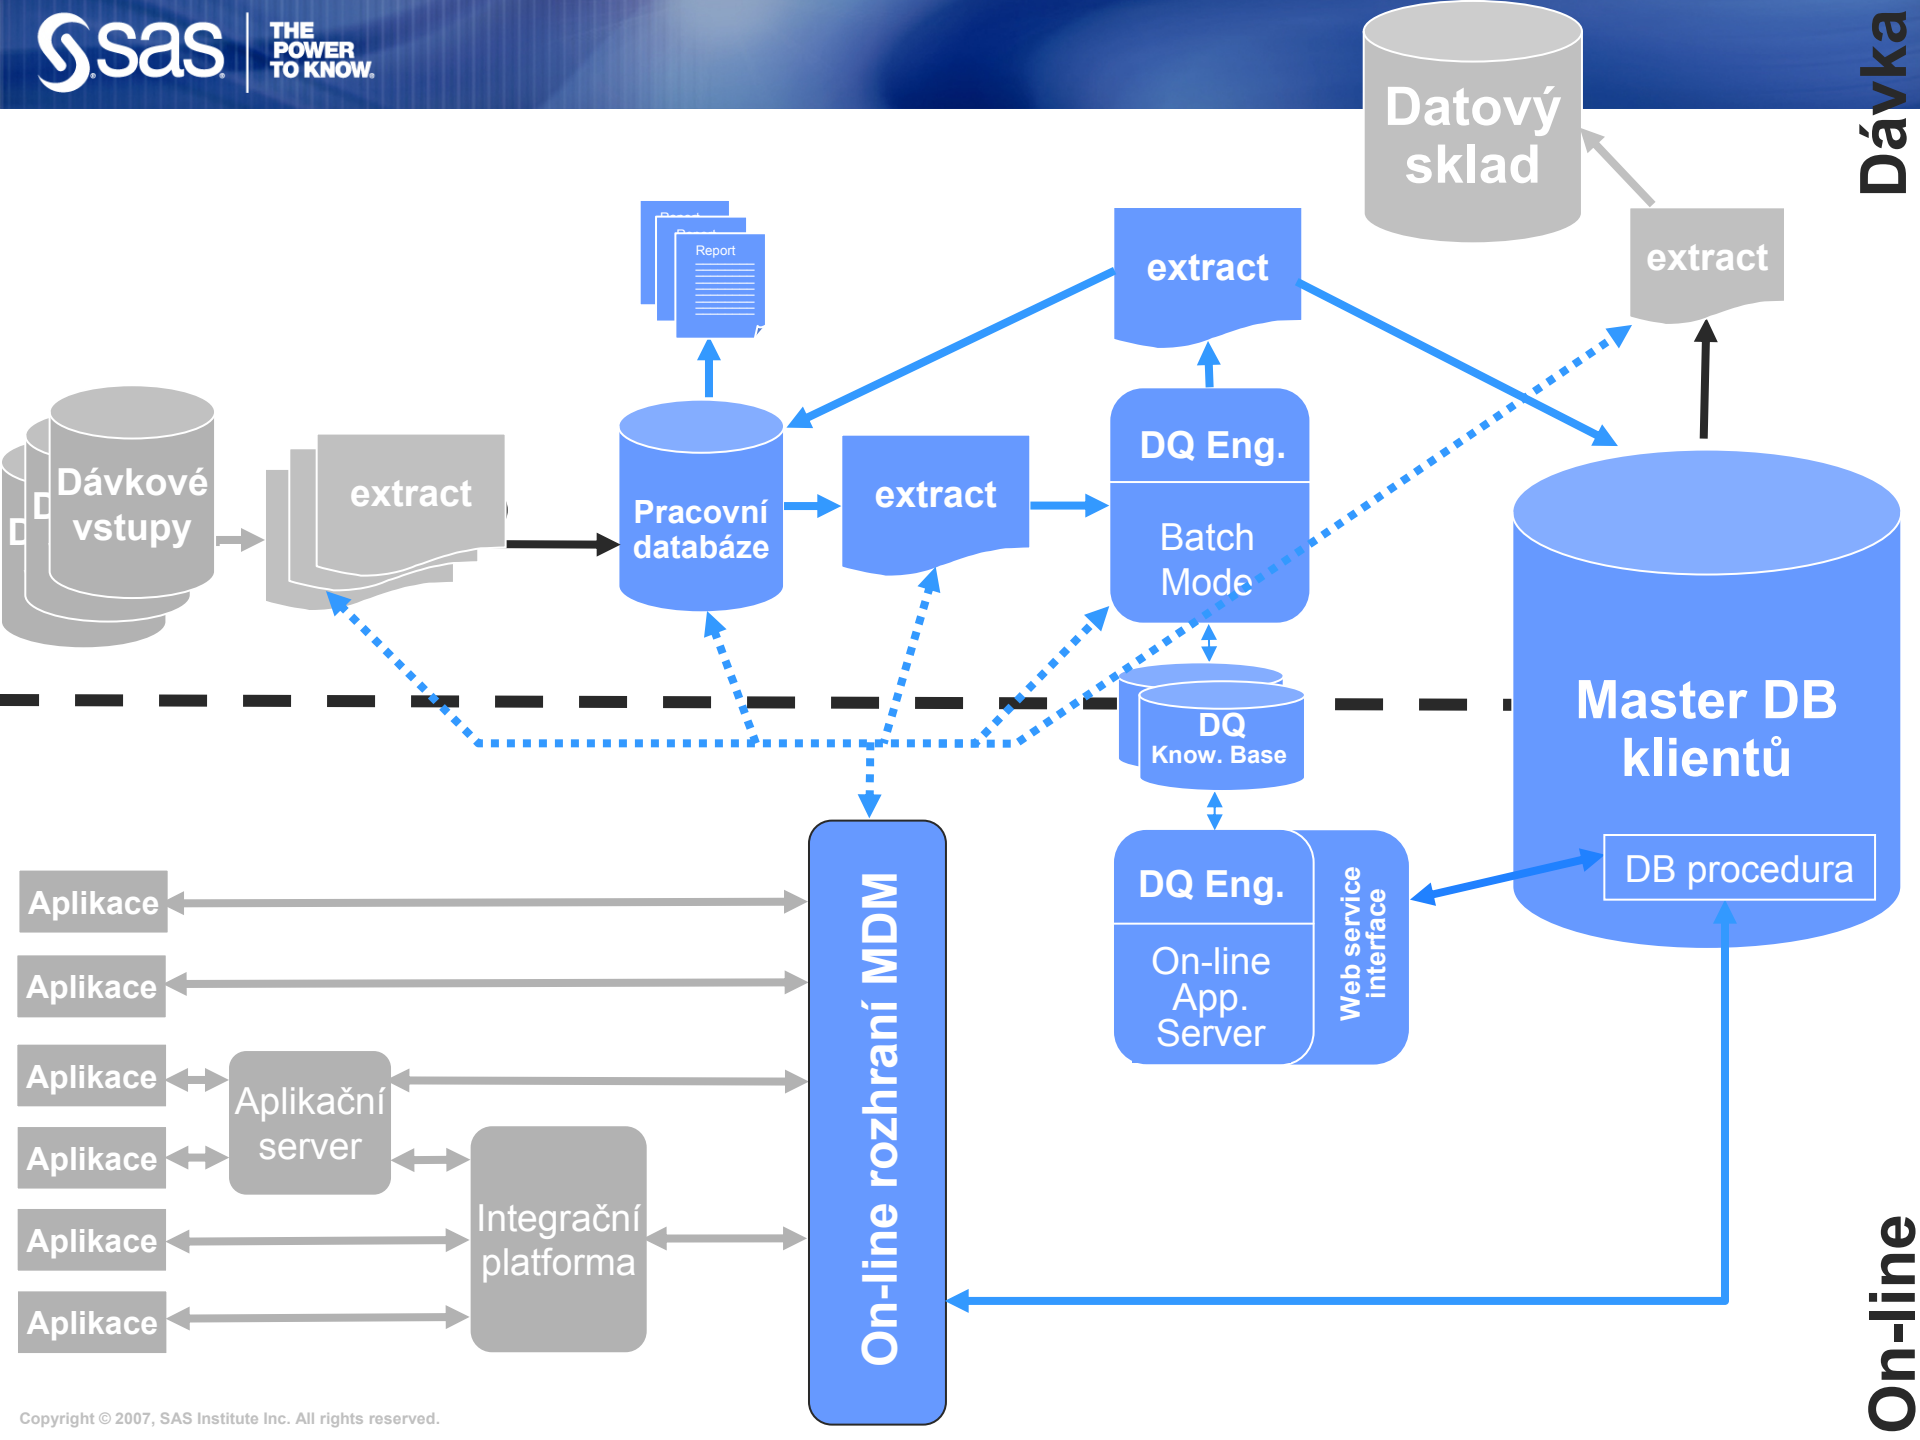 sas
THE
POWER
TO KNOW.
Dávka
Datový
sklad
Report
Report
Report
extract
extract
Dávkové
vstupy
D
D
extract
Pracovní
databáze
extract
DQ Eng.
Batch
Mode
DQ
Know. Base
Master DB
klientů
DB procedura
DQ Eng.
On-line
App.
Server
Web service
interface
On-line rozhraní MDM
Aplikace
Aplikace
Aplikace
Aplikace
Aplikace
Aplikace
Aplikační
server
Integrační
platforma
On-line
Copyright © 2007, SAS Institute Inc. All rights reserved.